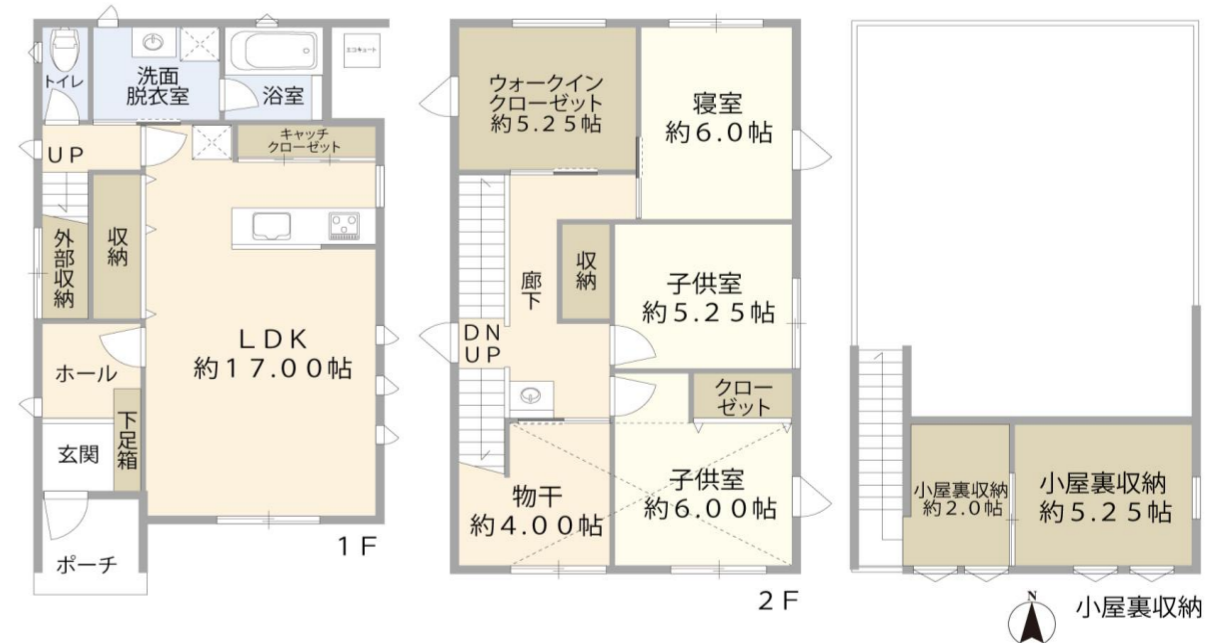 トイレ
洗面
脱衣室
浴室
エコキュート
UP
キャッチ
クローゼット
外部収納
収納
LDK
約17.00帖
ホール
下足箱
玄関
ポーチ
1F
ウォークイン
クローゼット
約5.25帖
寝室
約6.0帖
廊下
収納
子供室
約5.25帖
DN
UP
クロー
ゼット
物干
約4.00帖
子供室
約6.00帖
2F
小屋裏収納
約2.0帖
小屋裏収納
約5.25帖
N
小屋裏収納